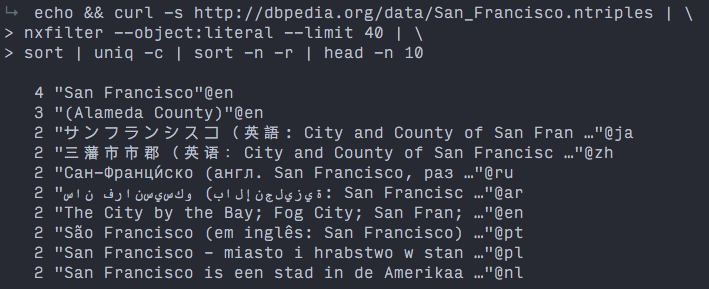 ↳ echo && curl -s http://dbpedia.org/data/San_Francisco.ntriples | \
> nxfilter --object:literal --limit 40 | \
> sort | uniq -c | sort -n -r | head -n 10
4 "San Francisco"@en
3 "(Alameda County)"@en
2 "サンフランシスコ (英語: City and County of San Fran …"@ja
2 "三藩市市郡 (英语: City and County of San Francisc …"@zh
2 "Сан-Франци́ско (англ. San Francisco, раз …"@ru
2 "سان فرانسيسكو (بالإنجليزية: San Francisc …"@ar
2 "The City by the Bay; Fog City; San Fran; …"@en
2 "São Francisco (em inglês: San Francisco) …"@pt
2 "San Francisco – miasto i hrabstwo w stan …"@pl
2 "San Francisco is een stad in de Amerikaa …"@nl